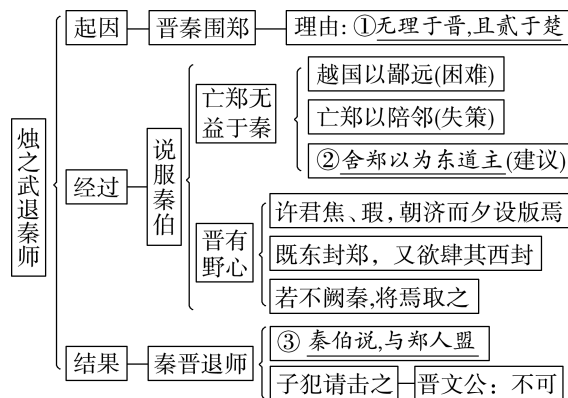 起因
晋秦围郑
理由: ①无理于晋,且贰于楚
烛之武退秦师
经过
说服秦伯
亡郑无
益于秦
越国以鄙远(困难)
亡郑以陪邻(失策)
②舍郑以为东道主(建议)
晋有
野心
许君焦、瑕，朝济而夕设版焉
既东封郑，又欲肆其西封
若不阙秦,将焉取之
结果
秦晋退师
③ 秦伯说,与郑人盟
子犯请击之
晋文公：不可